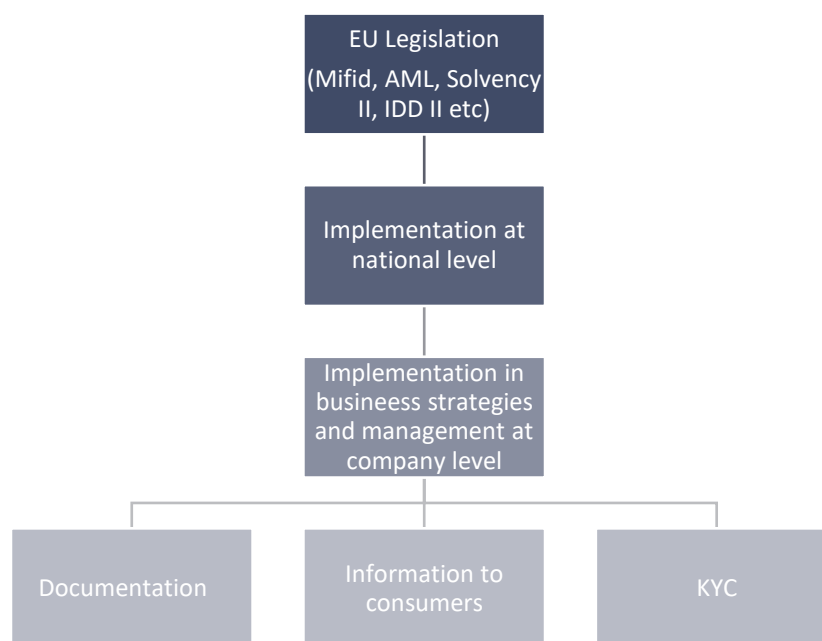 EU Legislation
(Mifid, AML, Solvency
II, IDD II etc)
Implementation at
national level
Implementation in
busineess strategies
and management at
company level
Documentation
Information to
consumers
KYC